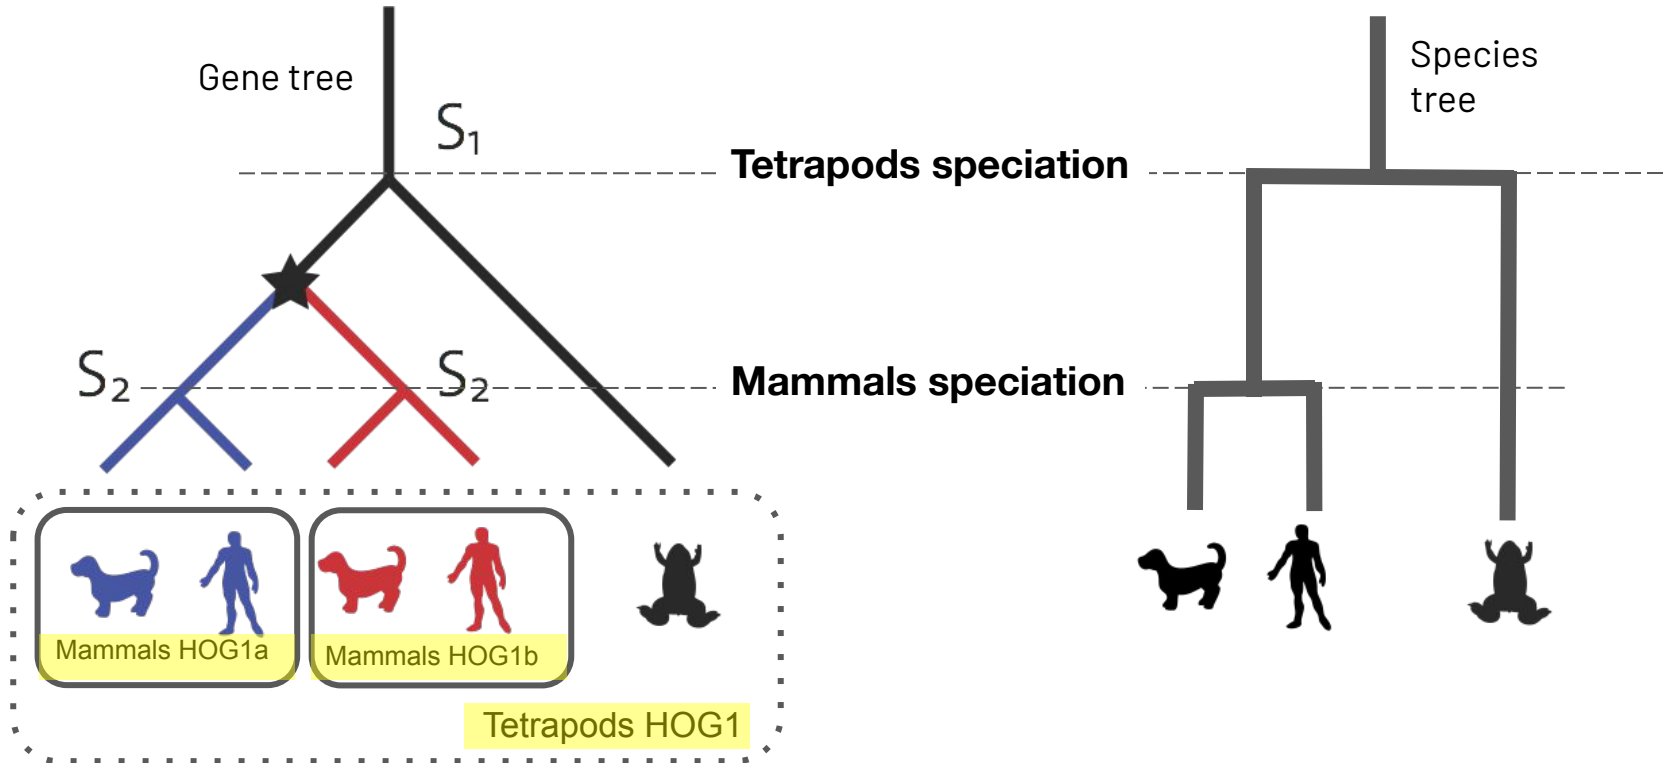 Gene tree
S₁
Species
tree
Tetrapods speciation
S₂
S₂
Mammals speciation
Mammals HOG1a
Mammals HOG1b
Tetrapods HOG1